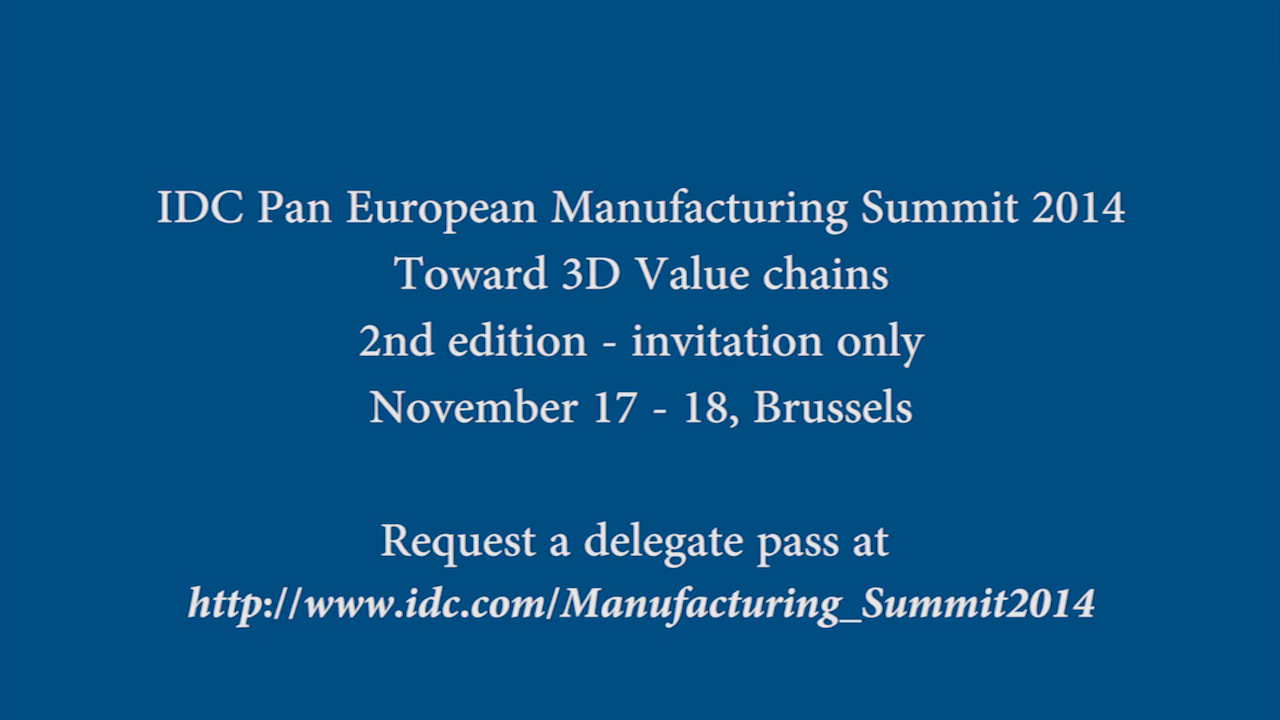 IDC Pan European Manufacturing Summit 2014
Toward 3D Value chains
2nd edition - invitation only
November 17 - 18, Brussels
Request a delegate pass at
http://www.idc.com/Manufacturing_Summit2014